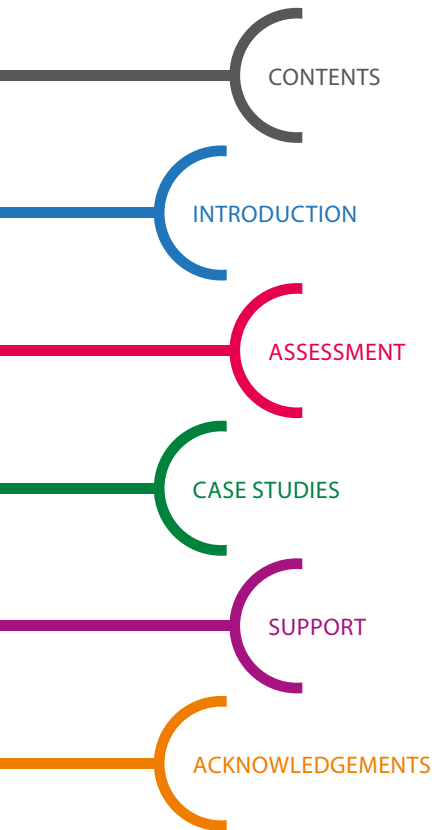 CONTENTS
INTRODUCTION
ASSESSMENT
CASE STUDIES
SUPPORT
ACKNOWLEDGEMENTS